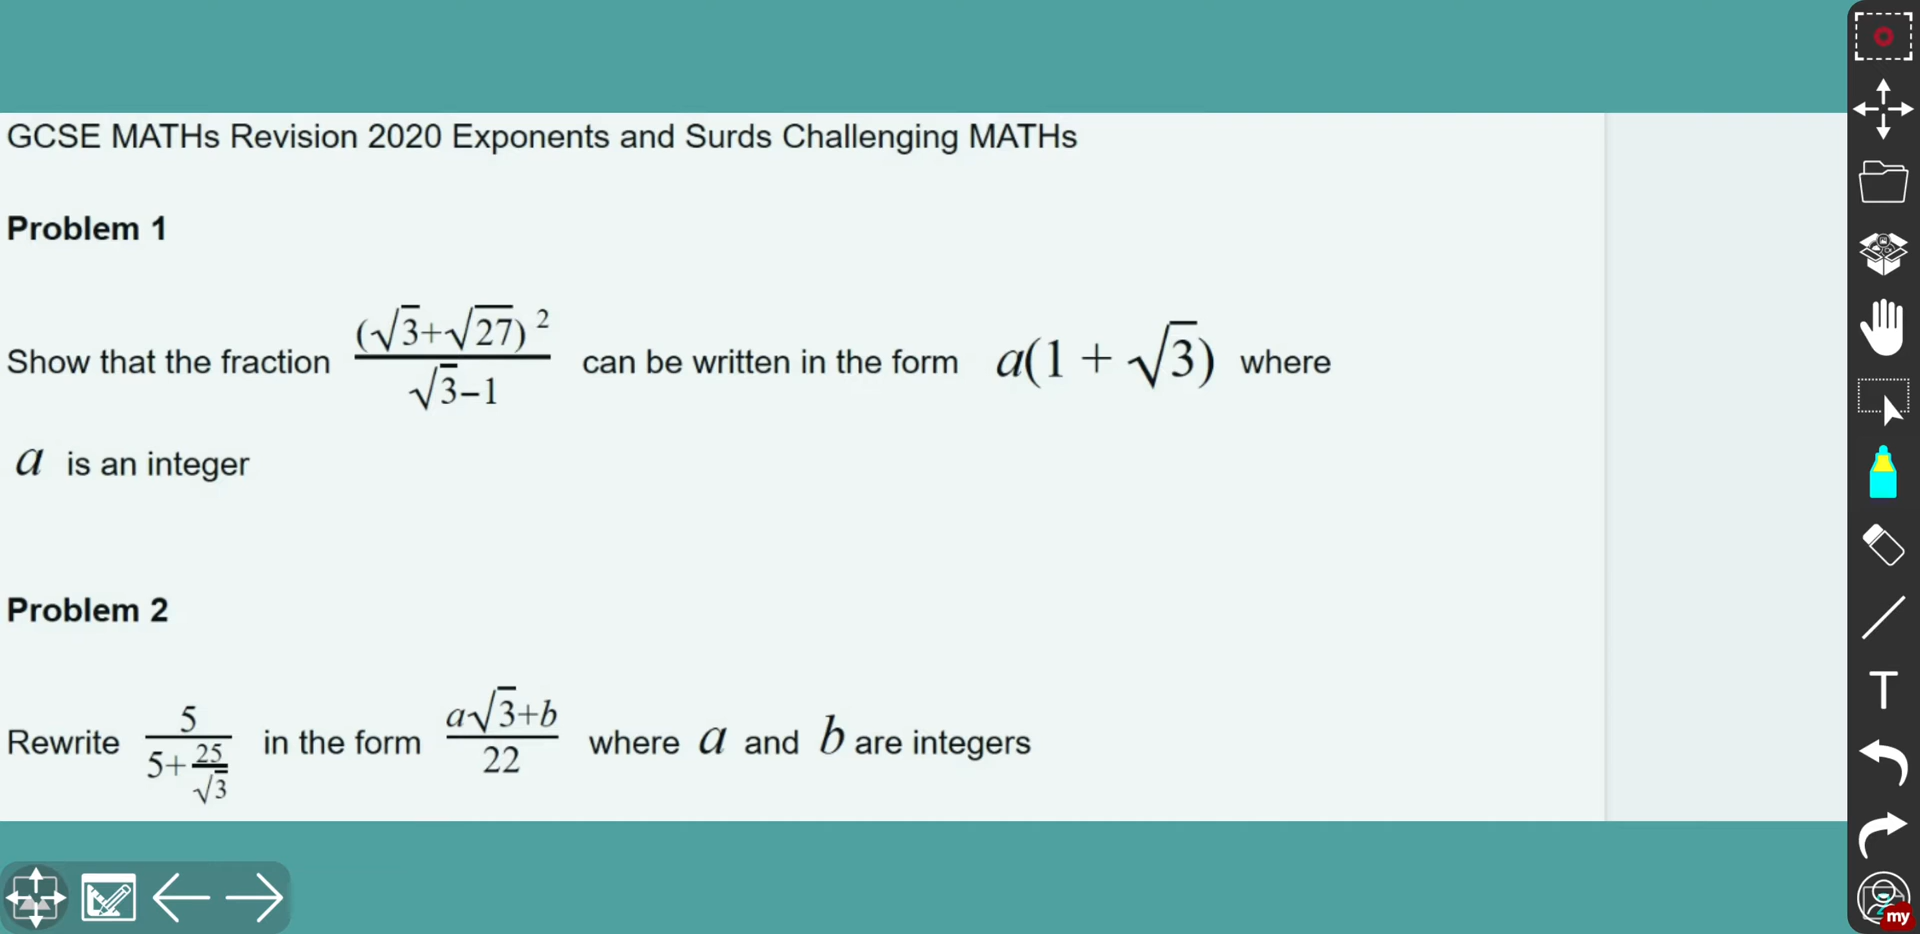 GCSE MATHs Revision 2020 Exponents and Surds Challenging MATHs
Problem 1
Show that the fraction (√3+√27)²/(√3−1) can be written in the form a(1 + √3) where
a is an integer
Problem 2
Rewrite 5/(5+25/√3) in the form (a√3+b)/22 where a and b are integers
T
my